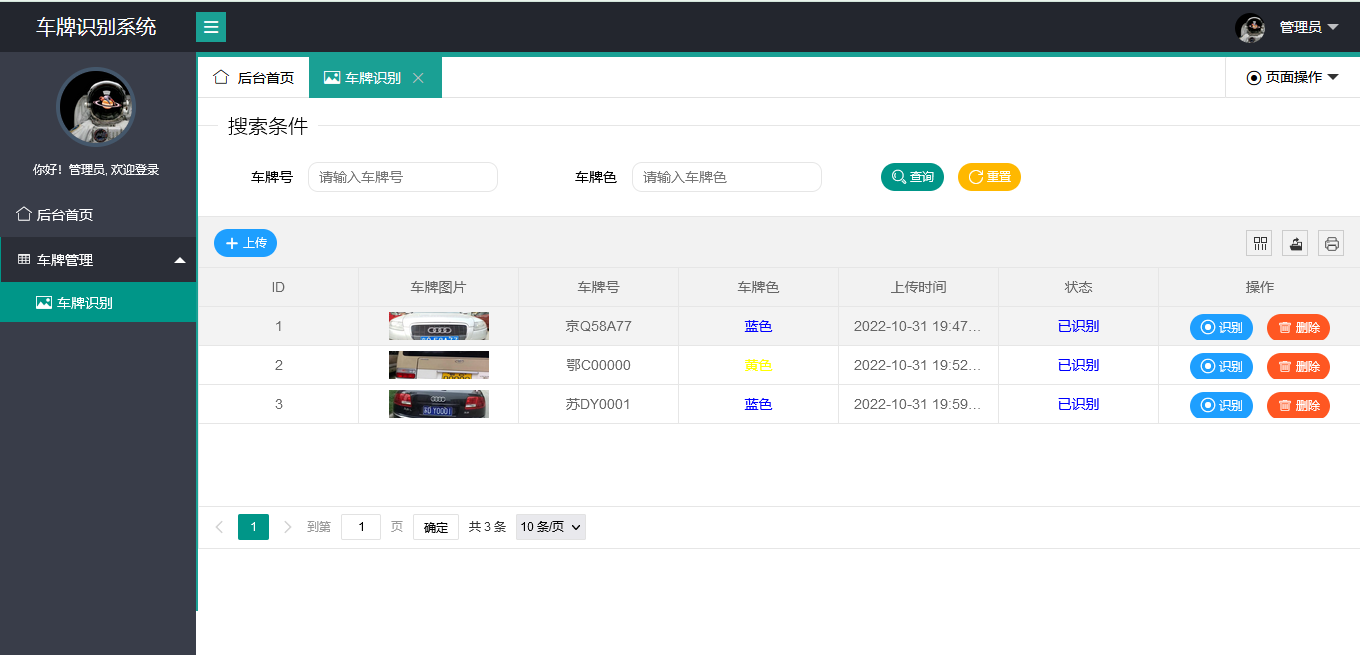 车牌识别系统
管理员
后台首页
车牌识别
页面操作
你好！管理员, 欢迎登录
后台首页
车牌管理
车牌识别
搜索条件
车牌号 请输入车牌号 车牌色 请输入车牌色 查询 重置
上传
ID 车牌图片 车牌号 车牌色 上传时间 状态 操作
1 京Q58A77 蓝色 2022-10-31 19:47... 已识别 识别 删除
2 鄂C00000 黄色 2022-10-31 19:52... 已识别 识别 删除
3 苏DY0001 蓝色 2022-10-31 19:59... 已识别 识别 删除
1 到第 1 页 确定 共 3 条 10 条/页